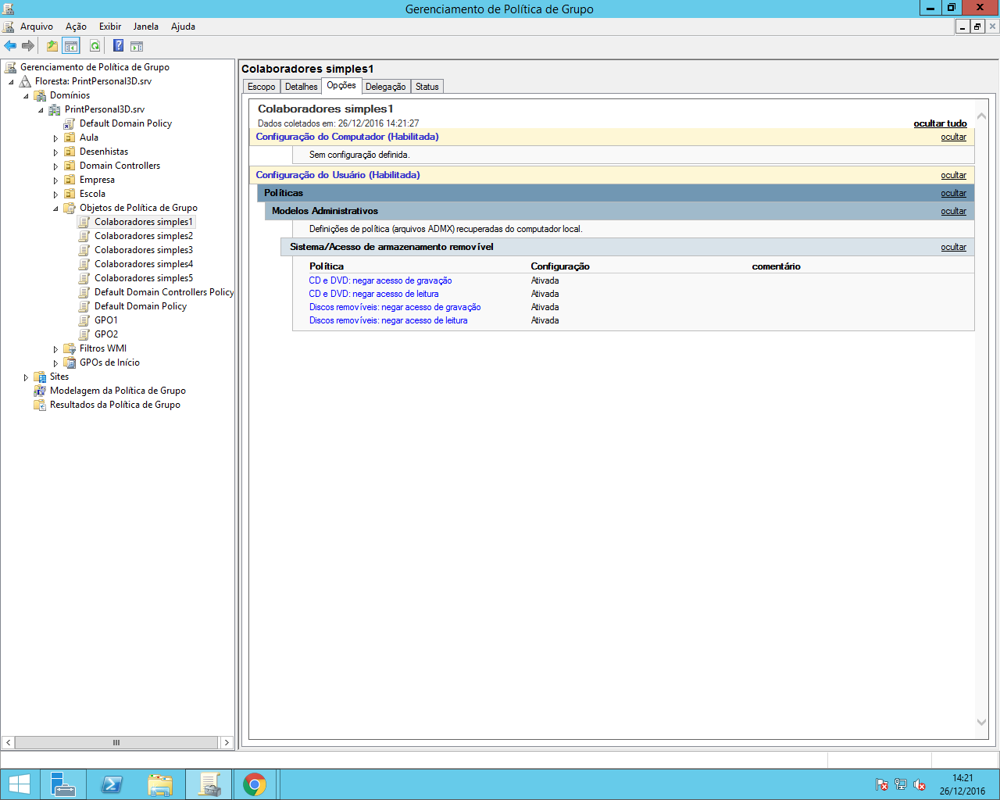 Gerenciamento de Política de Grupo
Arquivo Ação Exibir Janela Ajuda
Gerenciamento de Política de Grupo
Floresta: PrintPersonal3D.srv
Domínios
PrintPersonal3D.srv
Default Domain Policy
Aula
Desenhistas
Domain Controllers
Empresa
Escola
Objetos de Política de Grupo
Colaboradores simples1
Colaboradores simples2
Colaboradores simples3
Colaboradores simples4
Colaboradores simples5
Default Domain Controllers Policy
Default Domain Policy
GPO1
GPO2
Filtros WMI
GPOs de Início
Sites
Modelagem da Política de Grupo
Resultados da Política de Grupo
Colaboradores simples1
Escopo Detalhes Opções Delegação Status
Colaboradores simples1
Dados coletados em: 26/12/2016 14:21:27 ocultar tudo
Configuração do Computador (Habilitada) ocultar
Sem configuração definida.
Configuração do Usuário (Habilitada) ocultar
Políticas ocultar
Modelos Administrativos ocultar
Definições de política (arquivos ADMX) recuperadas do computador local.
Sistema/Acesso de armazenamento removível ocultar
Política Configuração comentário
CD e DVD: negar acesso de gravação Ativada
CD e DVD: negar acesso de leitura Ativada
Discos removíveis: negar acesso de gravação Ativada
Discos removíveis: negar acesso de leitura Ativada
14:21
26/12/2016